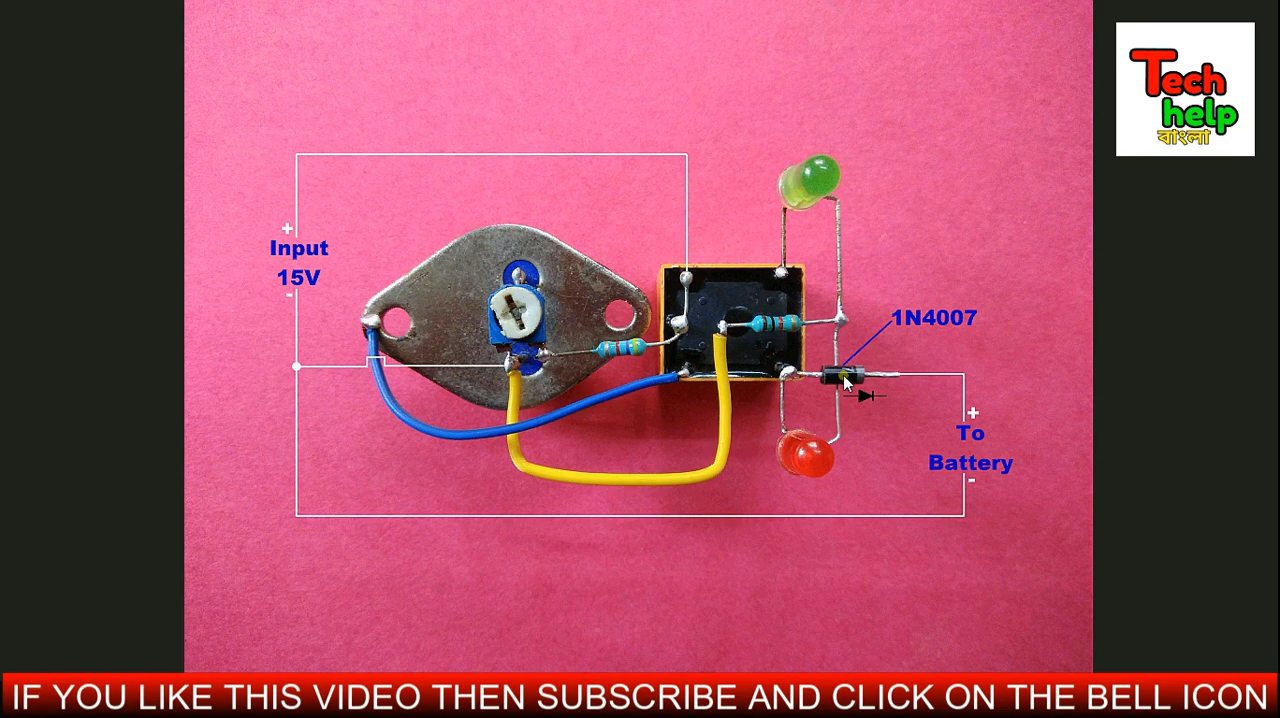 Tech
help
বাংলা
+
Input
15V
-
1N4007
+
To
Battery
-
IF YOU LIKE THIS VIDEO THEN SUBSCRIBE AND CLICK ON THE BELL ICON